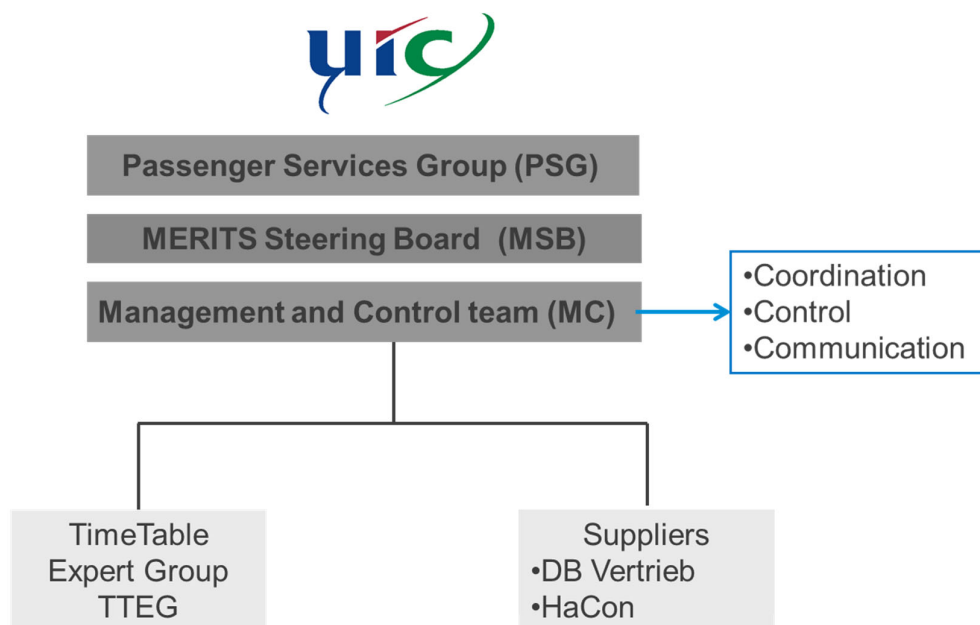 uic
Passenger Services Group (PSG)
MERITS Steering Board (MSB)
Management and Control team (MC)
•Coordination
•Control
•Communication
TimeTable
Expert Group
TTEG
Suppliers
•DB Vertrieb
•HaCon